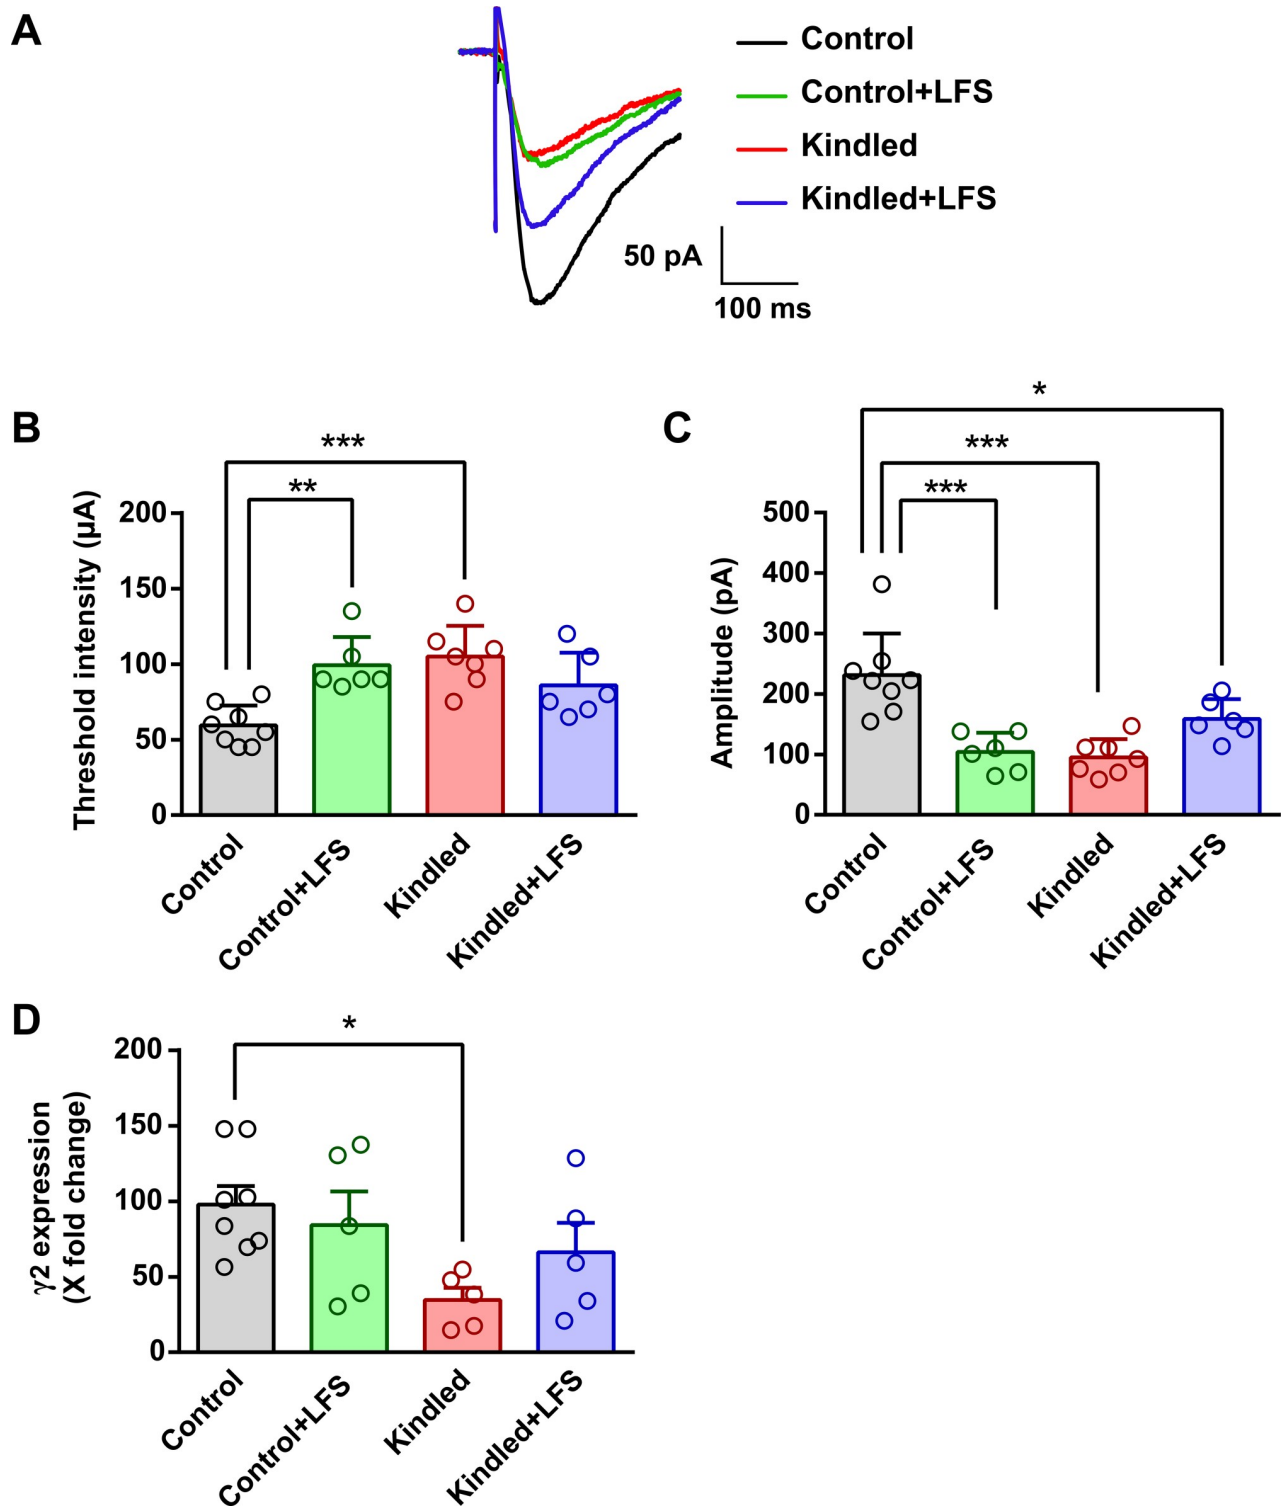 A
Control
Control+LFS
Kindled
Kindled+LFS
50 pA
100 ms
B
***
**
Threshold intensity (µA)
200
150
100
50
0
Control
Control+LFS
Kindled
Kindled+LFS
C
*
***
***
Amplitude (pA)
500
400
300
200
100
0
Control
Control+LFS
Kindled
Kindled+LFS
D
*
γ2 expression
(X fold change)
200
150
100
50
0
Control
Control+LFS
Kindled
Kindled+LFS